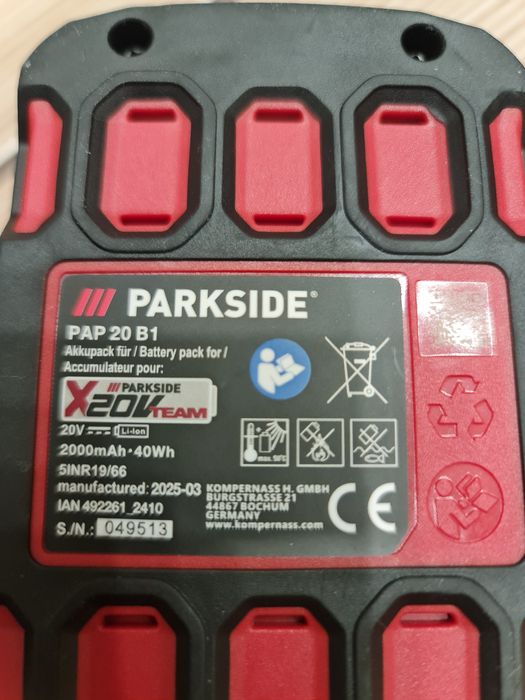 PARKSIDE®
PAP 20 B1
Akkupack für / Battery pack for /
Accumulateur pour:
PARKSIDE
X20V TEAM
20V Li-Ion
2000mAh · 40Wh
5INR19/66
manufactured: 2025-03
IAN 492261_2410
S./N.: 049513
max. 50°C
KOMPERNASS H. GMBH
BURGSTRASSE 21
44867 BOCHUM
GERMANY
www.kompernass.com
CE